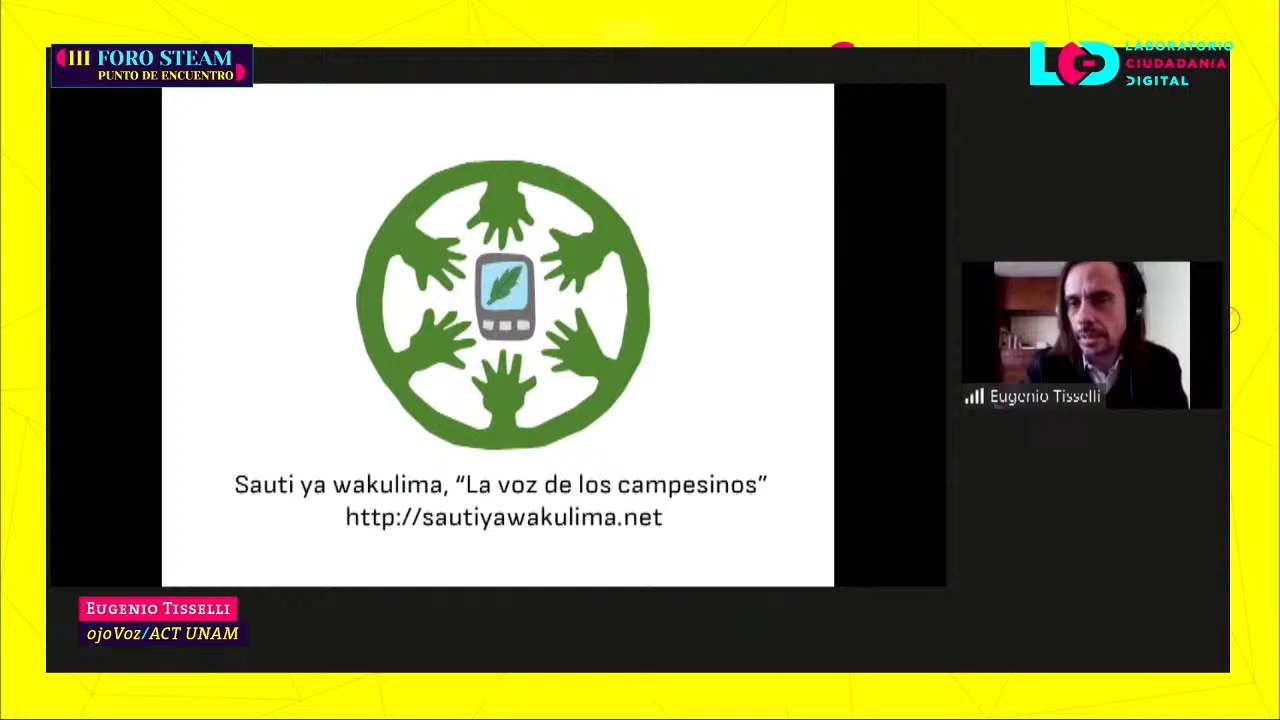 III FORO STEAM
PUNTO DE ENCUENTRO
LCD LABORATORIO
CIUDADANÍA
DIGITAL
Sauti ya wakulima, “La voz de los campesinos”
http://sautiyawakulima.net
Eugenio Tisselli
Eugenio Tisselli
ojoVoz/ACT UNAM